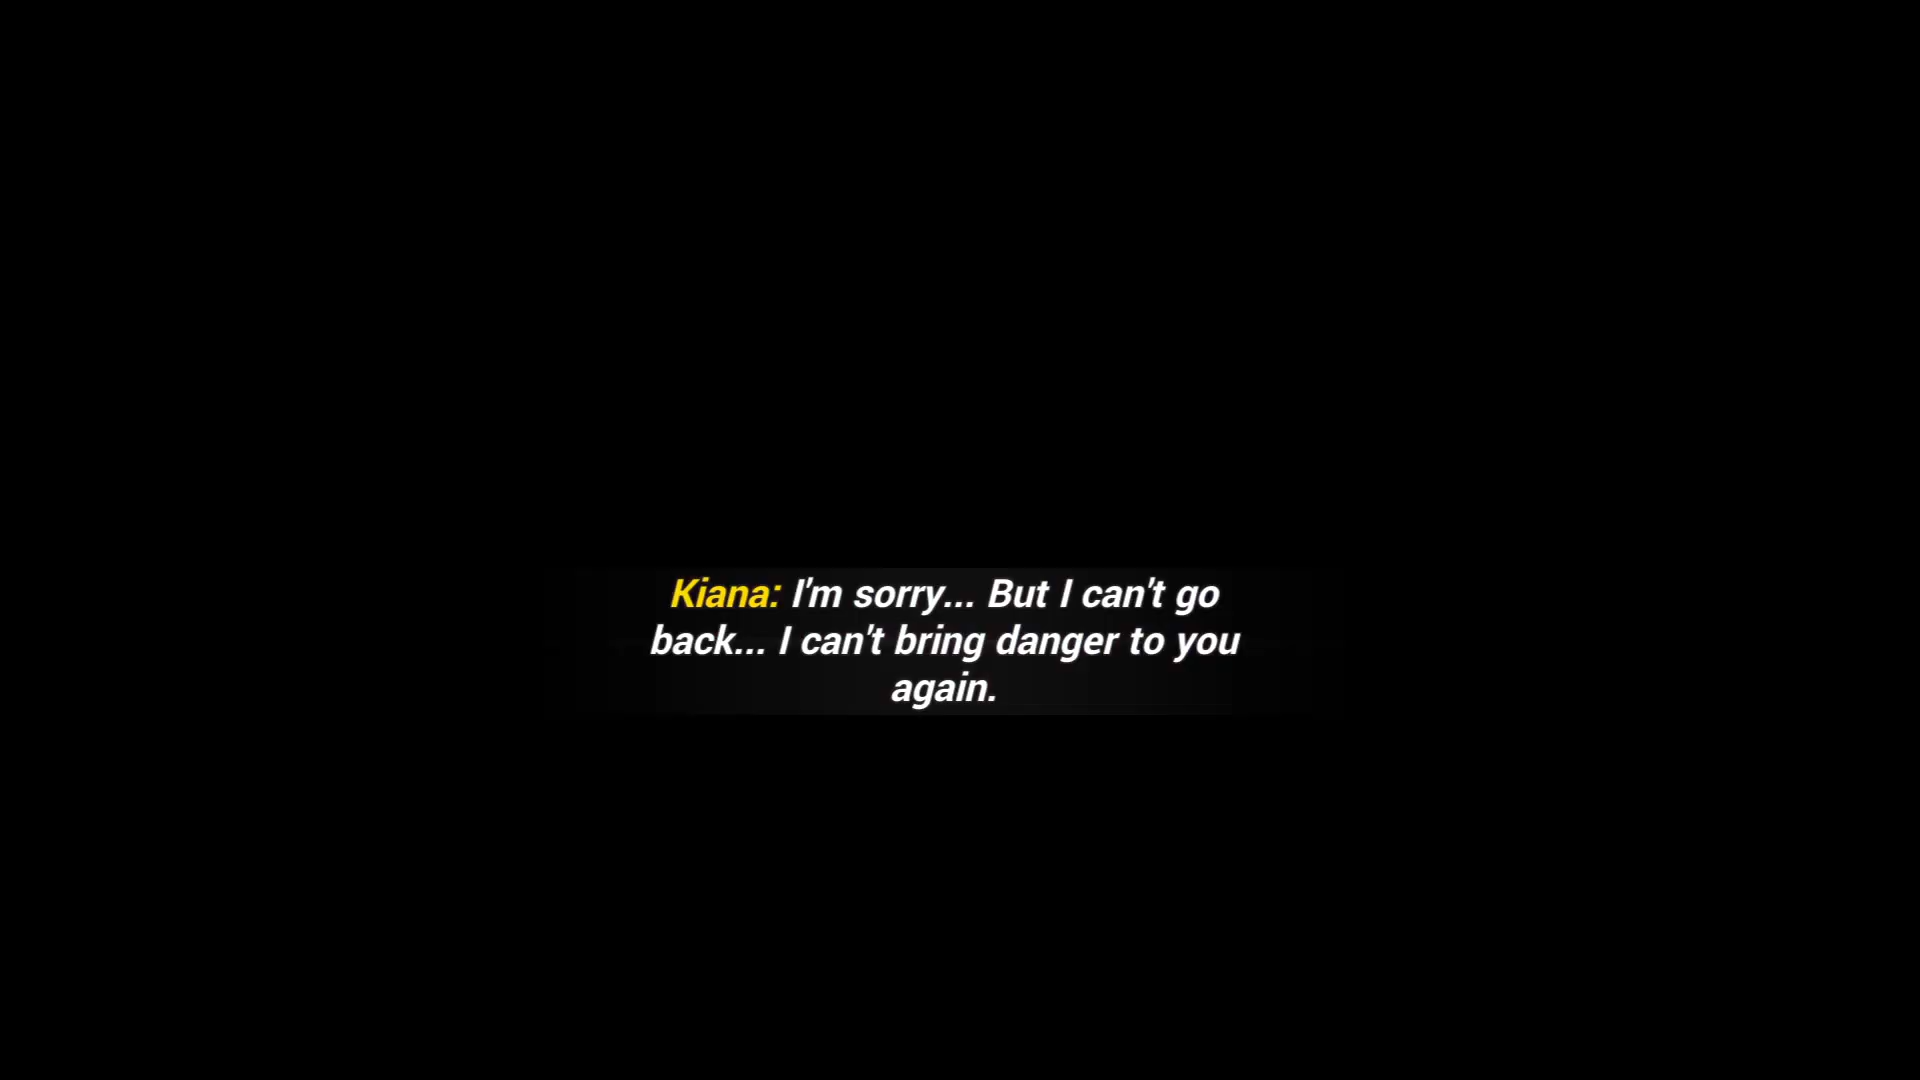 Kiana: I'm sorry... But I can't go
back... I can't bring danger to you
again.